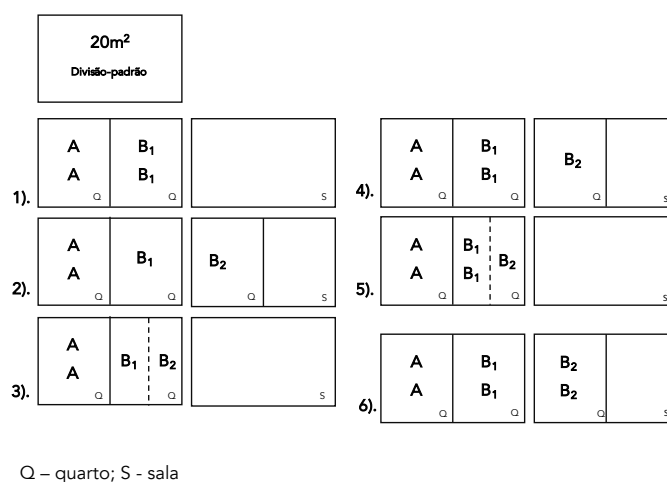 20m²
Divisão-padrão
A B₁
A B₁
Q Q S
1).
A B₁ B₂
A
Q Q Q S
2).
A B₁ B₂
A
Q Q S
3).
A B₁ B₂
A B₁
Q Q Q S
4).
A B₁ B₂
A B₁
Q Q S
5).
A B₁ B₂
A B₁ B₂
Q Q Q S
6).
Q – quarto; S - sala